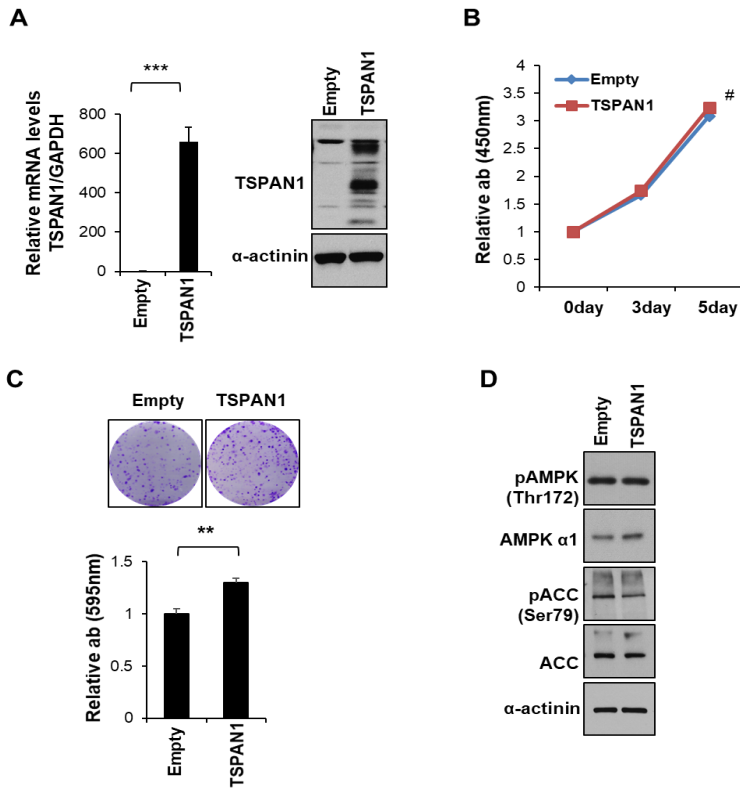 A
***
Relative mRNA levels
TSPAN1/GAPDH
800
600
400
200
0
Empty
TSPAN1
Empty
TSPAN1
TSPAN1
α-actinin
B
Relative ab (450nm)
4
3.5
3
2.5
2
1.5
1
0.5
0
Empty
TSPAN1
#
0day 3day 5day
C
Empty TSPAN1
**
Relative ab (595nm)
1.5
1
0.5
0
Empty
TSPAN1
D
Empty
TSPAN1
pAMPK
(Thr172)
AMPK α1
pACC
(Ser79)
ACC
α-actinin